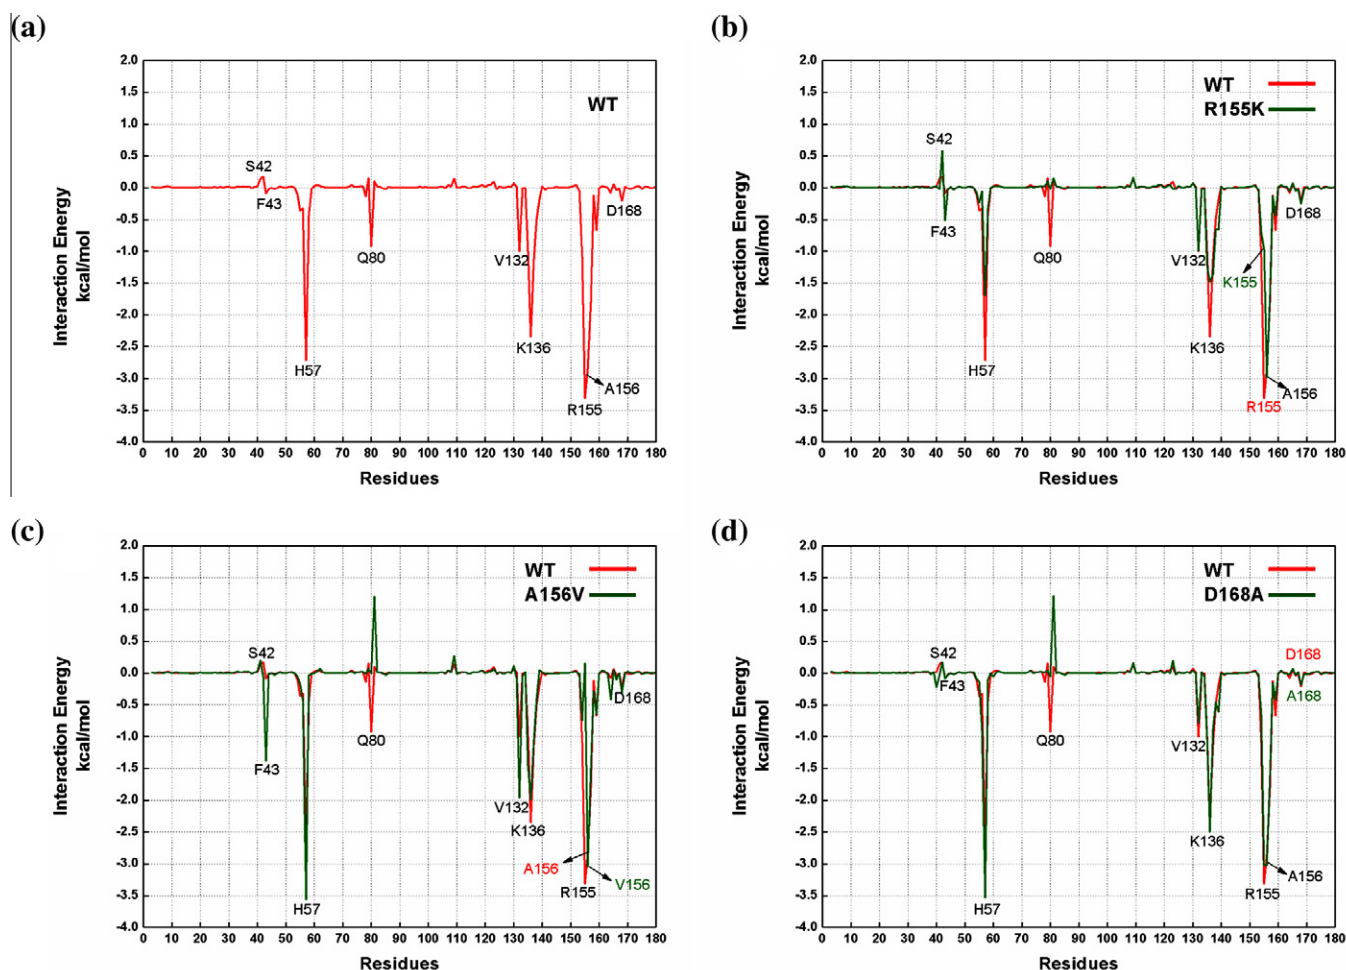 (a)
2.0
1.5
1.0
0.5
0.0
-0.5
-1.0
-1.5
-2.0
-2.5
-3.0
-3.5
-4.0
0 10 20 30 40 50 60 70 80 90 100 110 120 130 140 150 160 170 180
Interaction Energy
kcal/mol
Residues
WT
S42
F43
H57
Q80
V132
K136
R155
A156
D168
(b)
2.0
1.5
1.0
0.5
0.0
-0.5
-1.0
-1.5
-2.0
-2.5
-3.0
-3.5
-4.0
0 10 20 30 40 50 60 70 80 90 100 110 120 130 140 150 160 170 180
Interaction Energy
kcal/mol
Residues
WT
R155K
S42
F43
H57
Q80
V132
K136
K155
R155
A156
D168
(c)
2.0
1.5
1.0
0.5
0.0
-0.5
-1.0
-1.5
-2.0
-2.5
-3.0
-3.5
-4.0
0 10 20 30 40 50 60 70 80 90 100 110 120 130 140 150 160 170 180
Interaction Energy
kcal/mol
Residues
WT
A156V
S42
F43
H57
Q80
V132
K136
A156
R155
V156
D168
(d)
2.0
1.5
1.0
0.5
0.0
-0.5
-1.0
-1.5
-2.0
-2.5
-3.0
-3.5
-4.0
0 10 20 30 40 50 60 70 80 90 100 110 120 130 140 150 160 170 180
Interaction Energy
kcal/mol
Residues
WT
D168A
S42
F43
H57
Q80
V132
K136
R155
A156
D168
A168